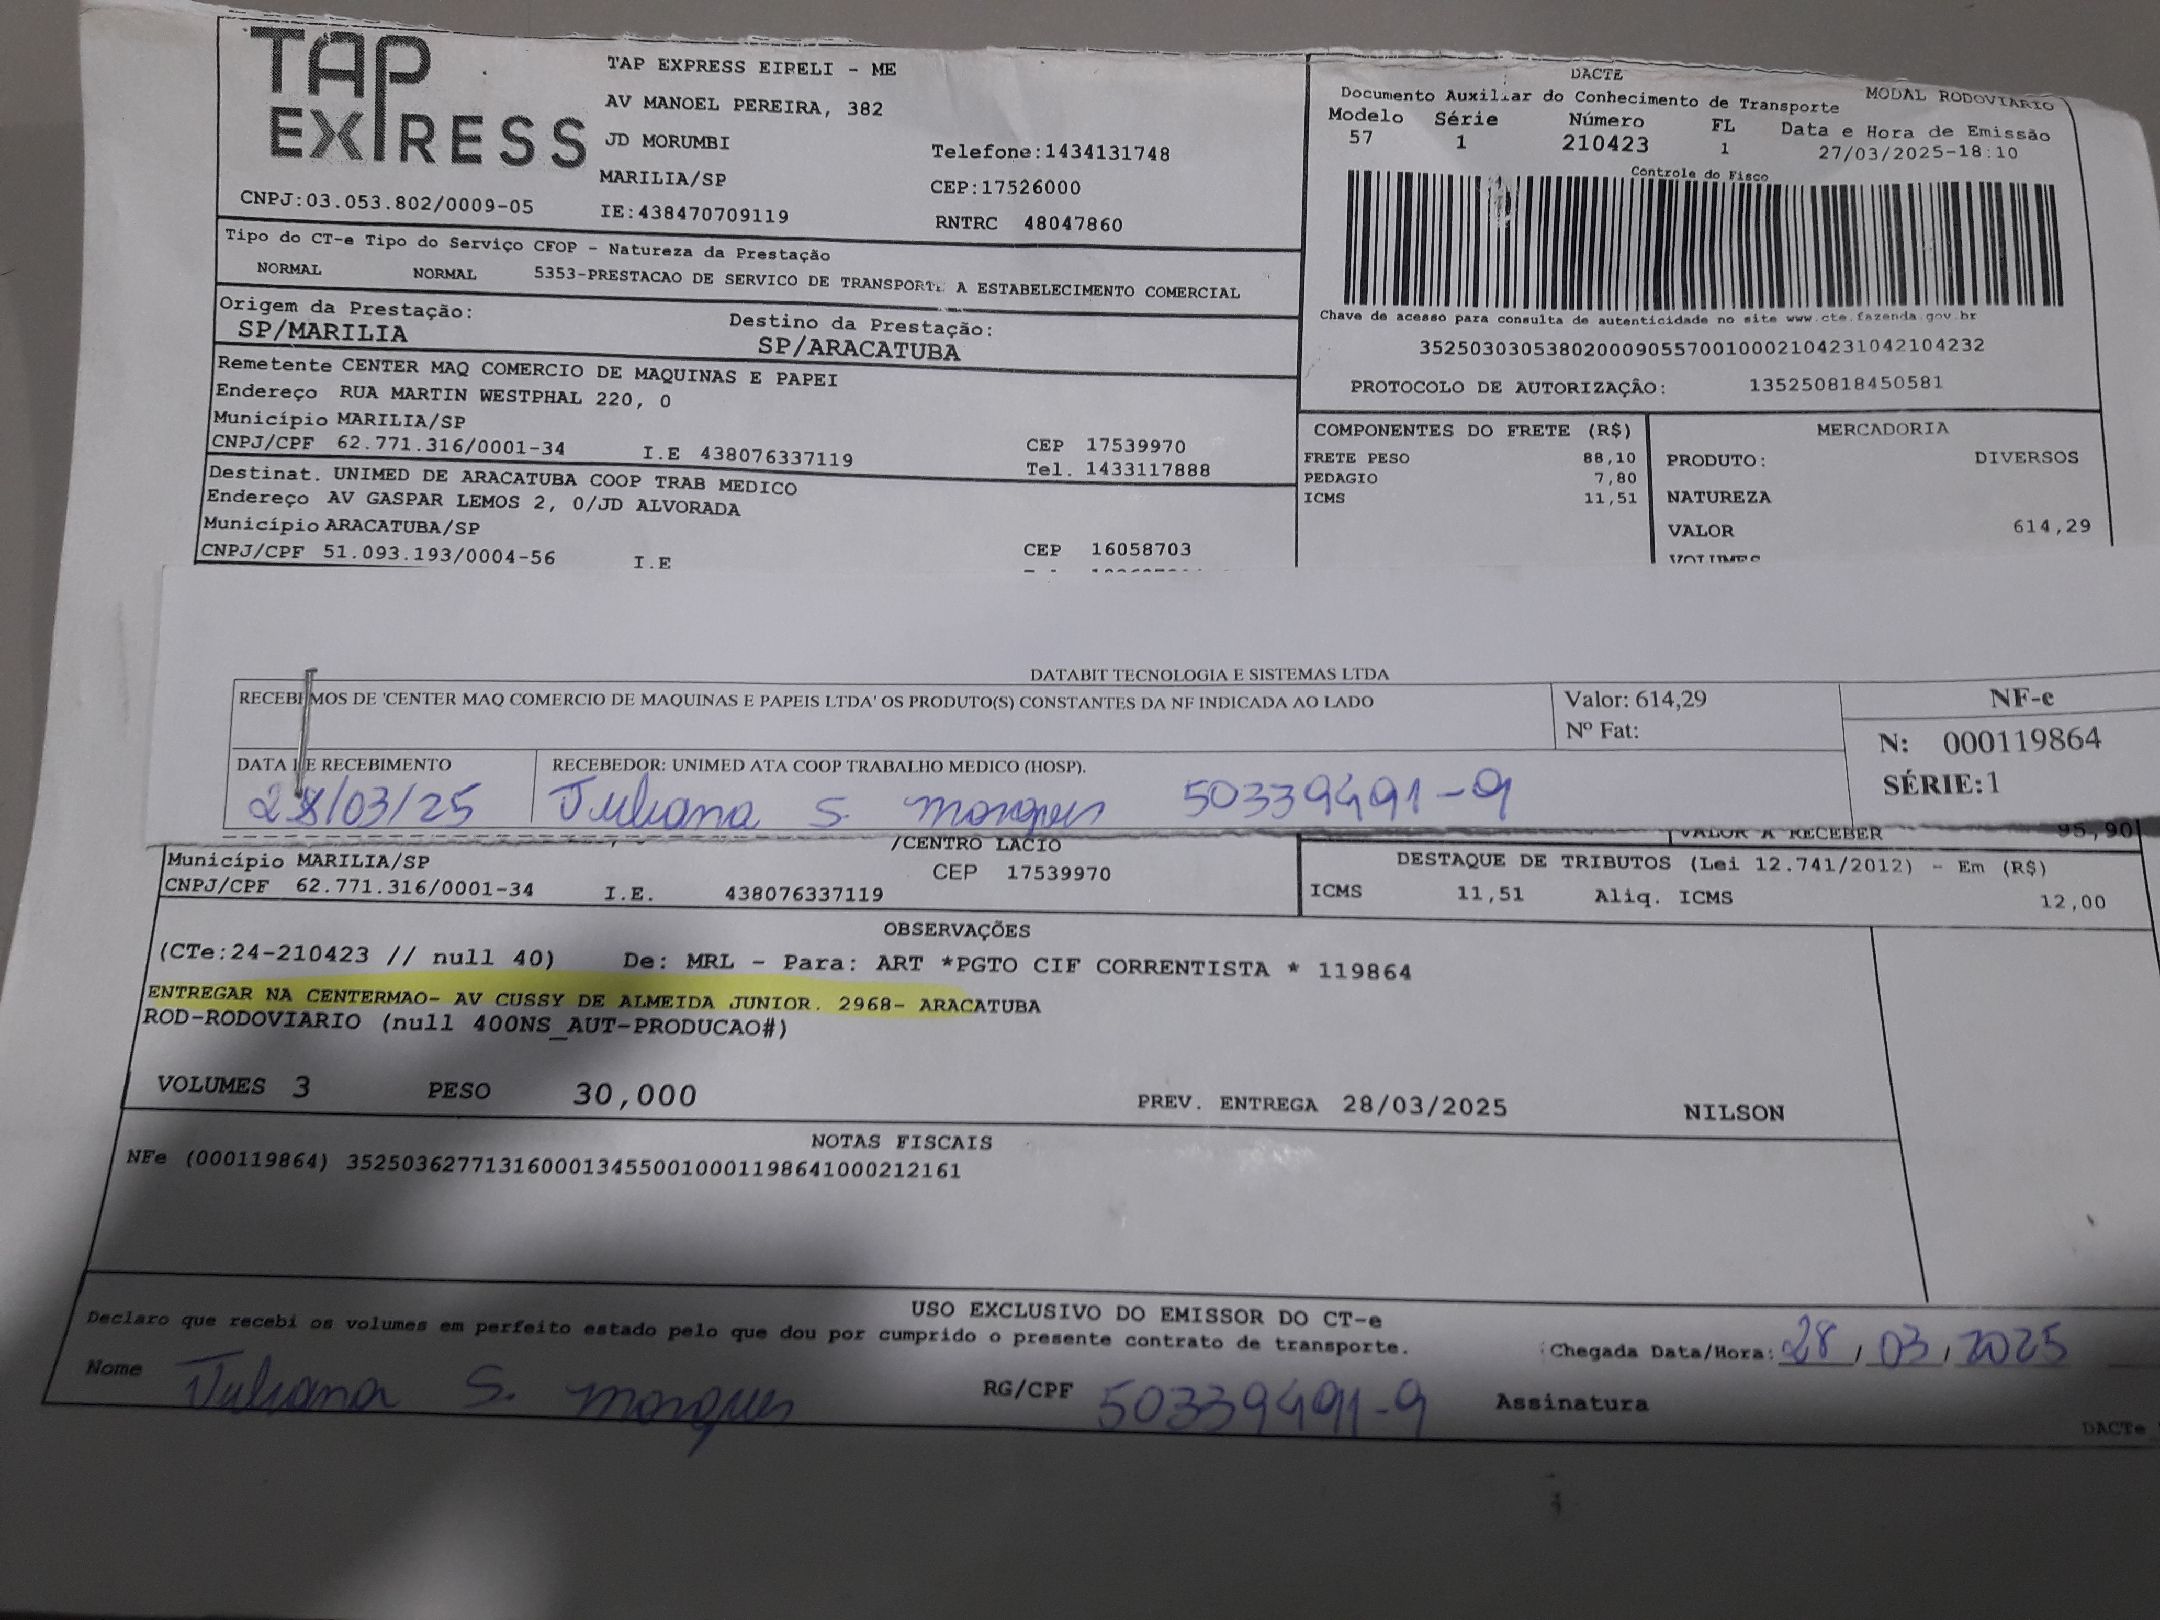 TAP
EXPRESS
TAP EXPRESS EIRELI - ME
AV MANOEL PEREIRA, 382
JD MORUMBI
Telefone:1434131748
MARILIA/SP
CEP:17526000
CNPJ:03.053.802/0009-05
IE:438470709119
RNTRC 48047860
DACTE
Documento Auxiliar do Conhecimento de Transporte
MODAL RODOVIARIO
Modelo Série Número FL Data e Hora de Emissão
57 1 210423 1 27/03/2025-18:10
Controle do Fisco
Chave de acesso para consulta de autenticidade no site www.cte.fazenda.gov.br
35250303053802000905570010002104231042104232
PROTOCOLO DE AUTORIZAÇÃO: 135250818450581
Tipo do CT-e Tipo do Serviço CFOP - Natureza da Prestação
NORMAL NORMAL 5353-PRESTACAO DE SERVICO DE TRANSPORTE A ESTABELECIMENTO COMERCIAL
Origem da Prestação:
SP/MARILIA
Destino da Prestação:
SP/ARACATUBA
Remetente CENTER MAQ COMERCIO DE MAQUINAS E PAPEI
Endereço RUA MARTIN WESTPHAL 220, 0
Município MARILIA/SP
CNPJ/CPF 62.771.316/0001-34 I.E 438076337119
CEP 17539970
Tel. 1433117888
Destinat. UNIMED DE ARACATUBA COOP TRAB MEDICO
Endereço AV GASPAR LEMOS 2, 0/JD ALVORADA
Município ARACATUBA/SP
CNPJ/CPF 51.093.193/0004-56 I.E
CEP 16058703
COMPONENTES DO FRETE (R$)
FRETE PESO 88,10
PEDAGIO 7,80
ICMS 11,51
MERCADORIA
PRODUTO: DIVERSOS
NATUREZA
VALOR 614,29
VOLUMES
DATABIT TECNOLOGIA E SISTEMAS LTDA
RECEBEMOS DE 'CENTER MAQ COMERCIO DE MAQUINAS E PAPEIS LTDA' OS PRODUTO(S) CONSTANTES DA NF INDICADA AO LADO
Valor: 614,29
Nº Fat:
NF-e
N: 000119864
SÉRIE:1
DATA DE RECEBIMENTO
28/03/25
RECEBEDOR: UNIMED ATA COOP TRABALHO MEDICO (HOSP).
Juliana S. Marques 50339491-9
/CENTRO LACIO
VALOR A RECEBER 95,90
Município MARILIA/SP
CEP 17539970
CNPJ/CPF 62.771.316/0001-34 I.E. 438076337119
DESTAQUE DE TRIBUTOS (Lei 12.741/2012) - Em (R$)
ICMS 11,51 Aliq. ICMS 12,00
OBSERVAÇÕES
(CTe:24-210423 // null 40) De: MRL - Para: ART *PGTO CIF CORRENTISTA * 119864
ENTREGAR NA CENTERMAO- AV CUSSY DE ALMEIDA JUNIOR. 2968- ARACATUBA
ROD-RODOVIARIO (null 400NS_AUT-PRODUCAO#)
VOLUMES 3 PESO 30,000
PREV. ENTREGA 28/03/2025 NILSON
NOTAS FISCAIS
NFe (000119864) 35250362771316000134550010001198641000212161
USO EXCLUSIVO DO EMISSOR DO CT-e
Declaro que recebi os volumes em perfeito estado pelo que dou por cumprido o presente contrato de transporte.
Chegada Data/Hora: 28/03/2025
Nome Juliana S. Marques RG/CPF 50339491-9 Assinatura
DACTe